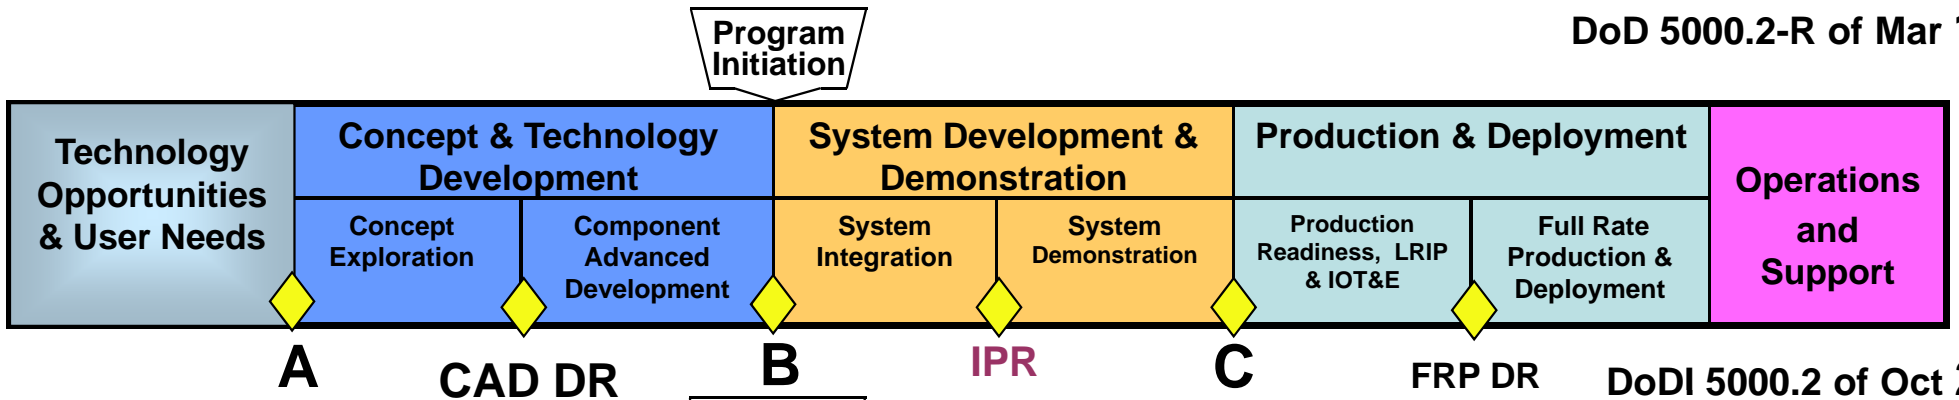 Program
Initiation
DoD 5000.2-R of Mar
Technology
Opportunities
& User Needs
Concept & Technology
Development
System Development &
Demonstration
Production & Deployment
Operations
and
Support
Concept
Exploration
Component
Advanced
Development
System
Integration
System
Demonstration
Production
Readiness, LRIP
& IOT&E
Full Rate
Production &
Deployment
A
CAD DR
B
IPR
C
FRP DR
DoDI 5000.2 of Oct